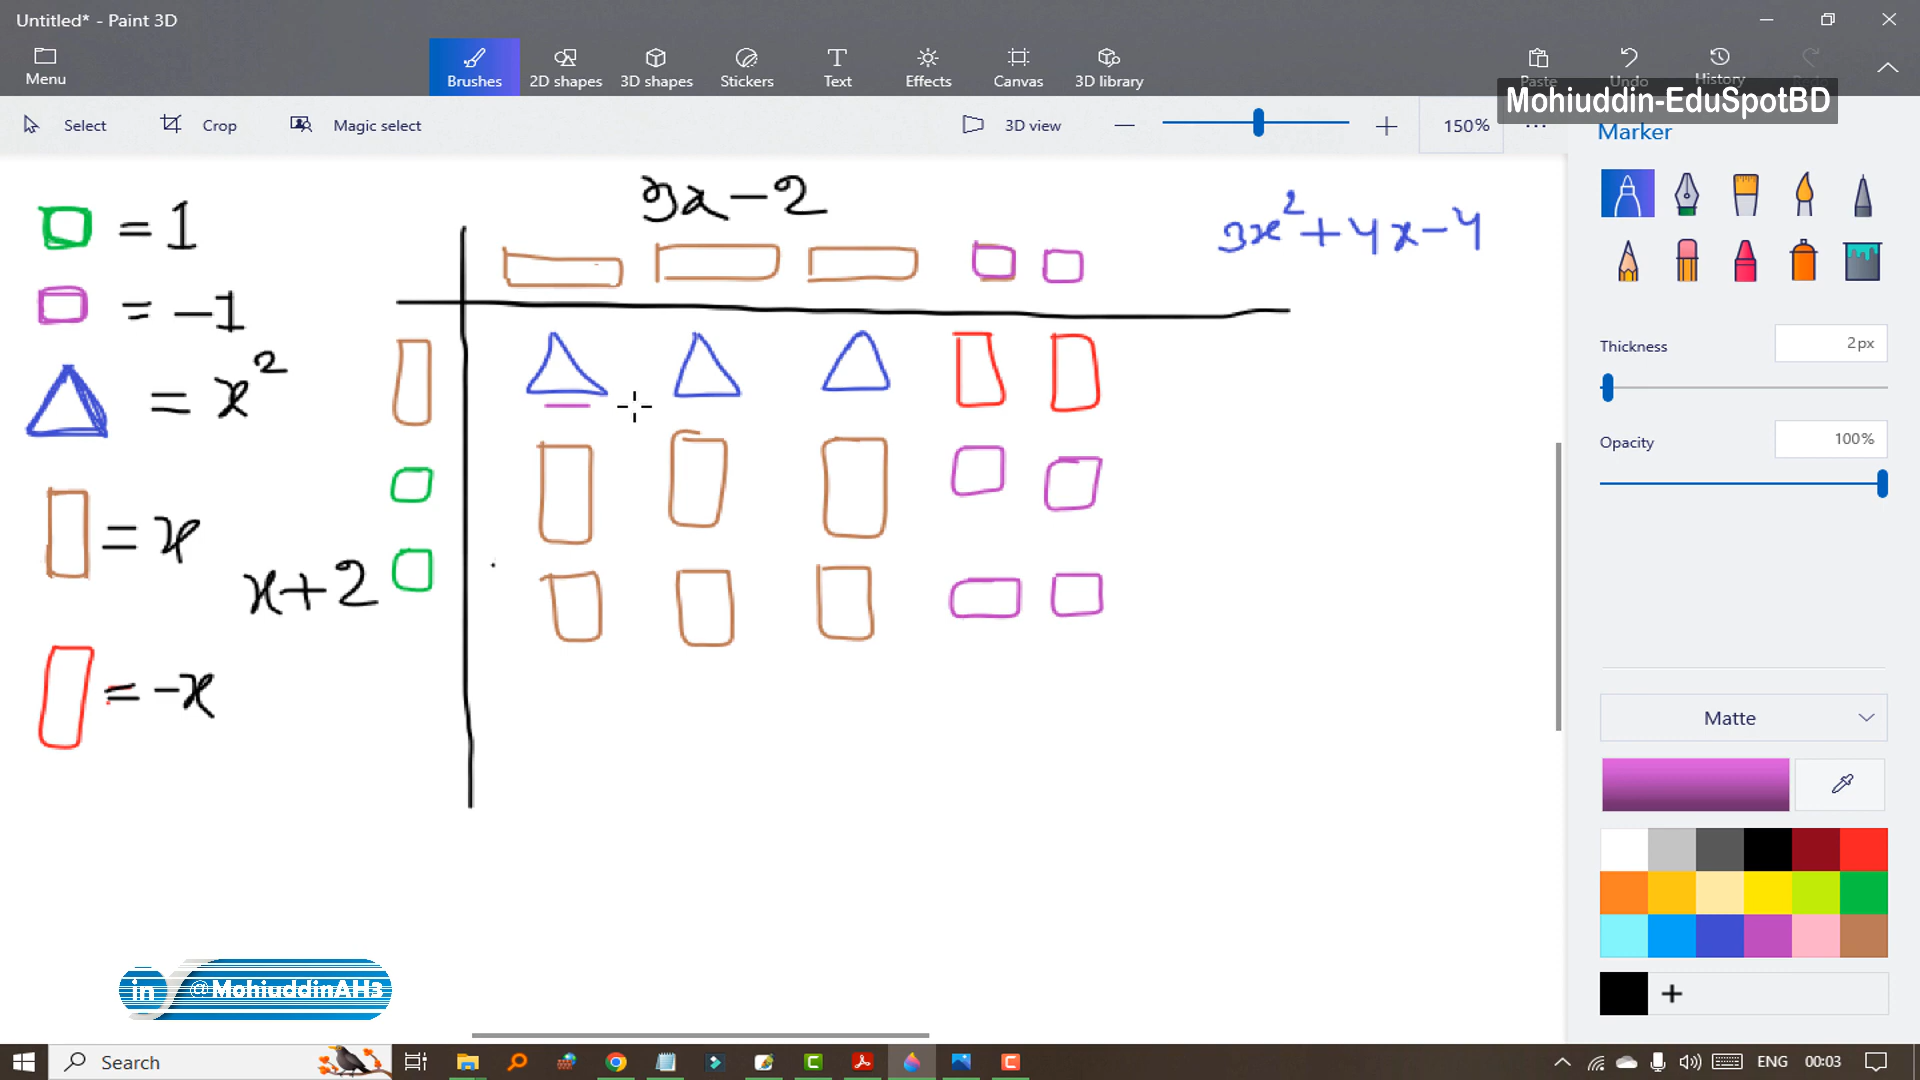 Untitled* - Paint 3D
Menu
Brushes
2D shapes
3D shapes
Stickers
Text
Effects
Canvas
3D library
Paste
Undo
History
Redo
Mohiuddin-EduSpotBD
Select
Crop
Magic select
3D view
150%
Marker
Thickness
2px
Opacity
100%
Matte
3x - 2
3x² + 4x - 4
= 1
= -1
= x²
= x
x + 2
= -x
in @MohiuddinAH3
Search
ENG
00:03